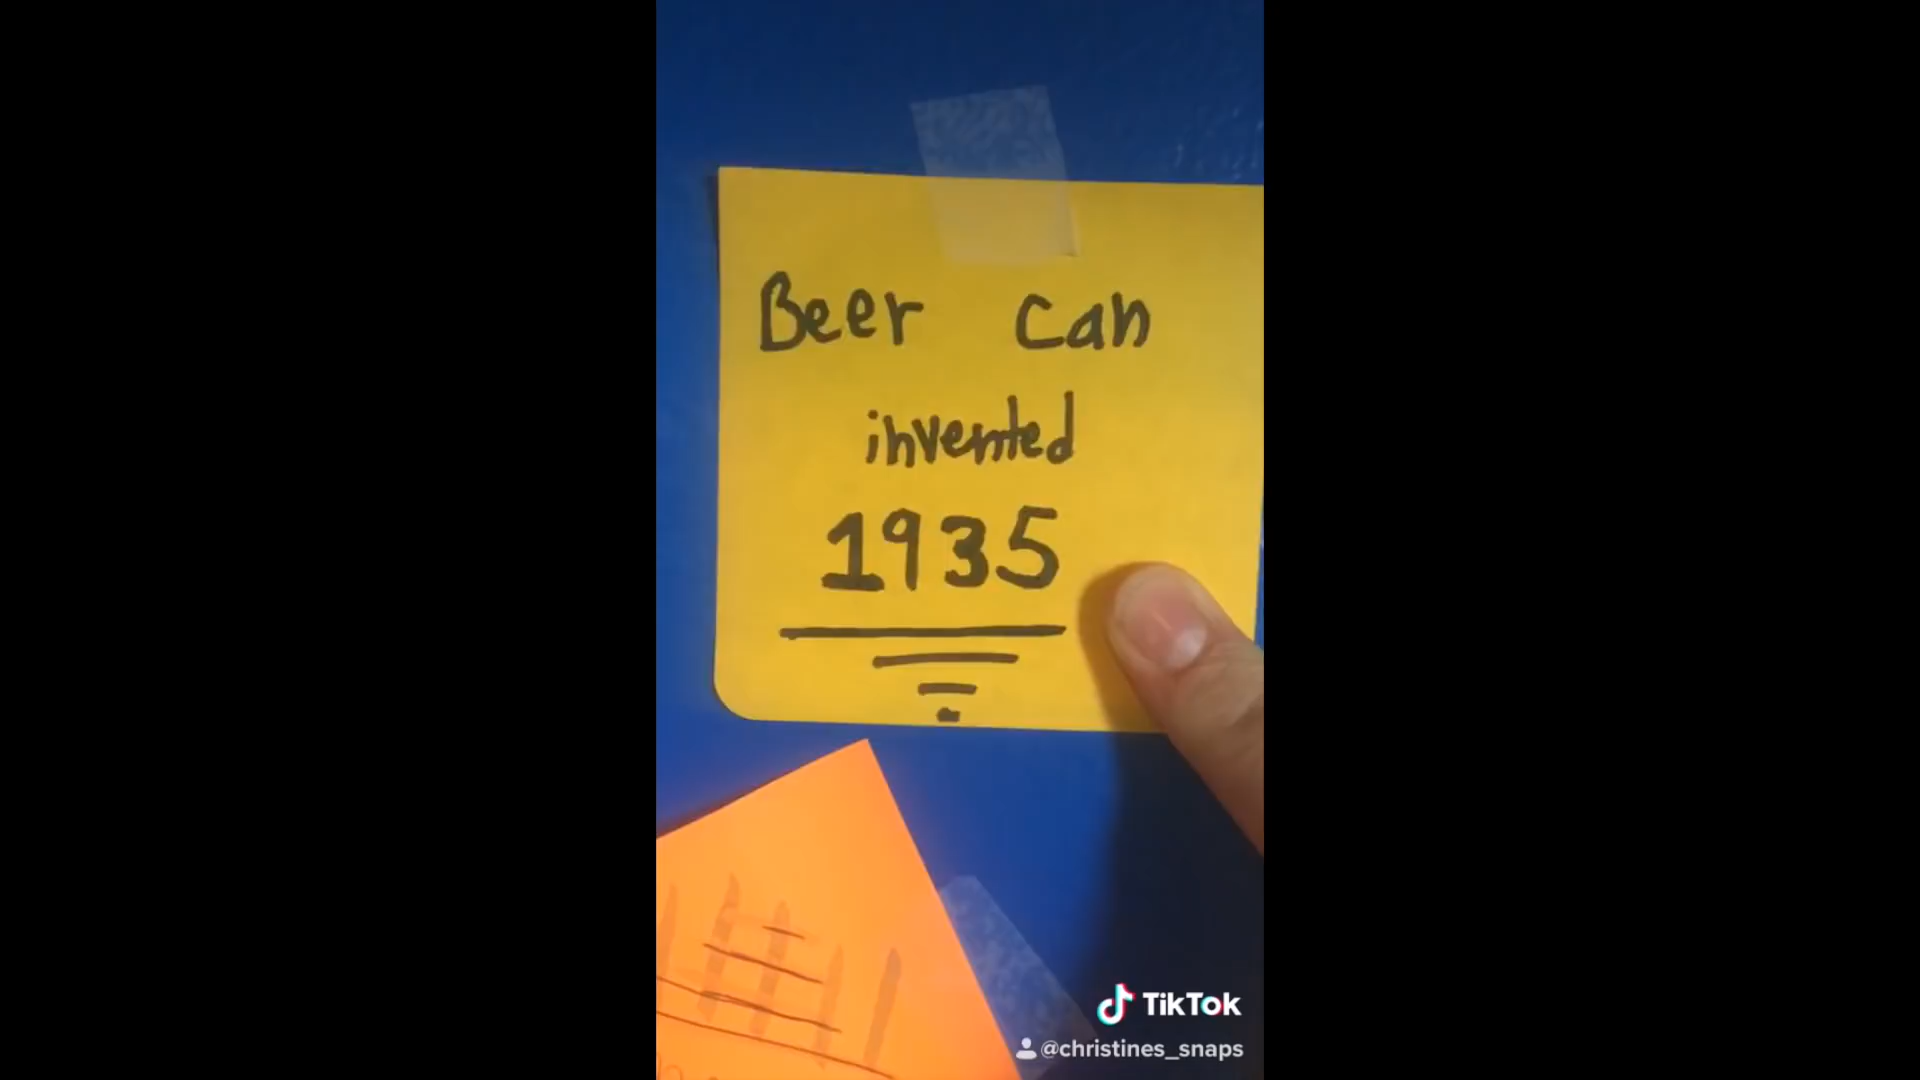 Beer can
invented
1935
TikTok
@christines_snaps